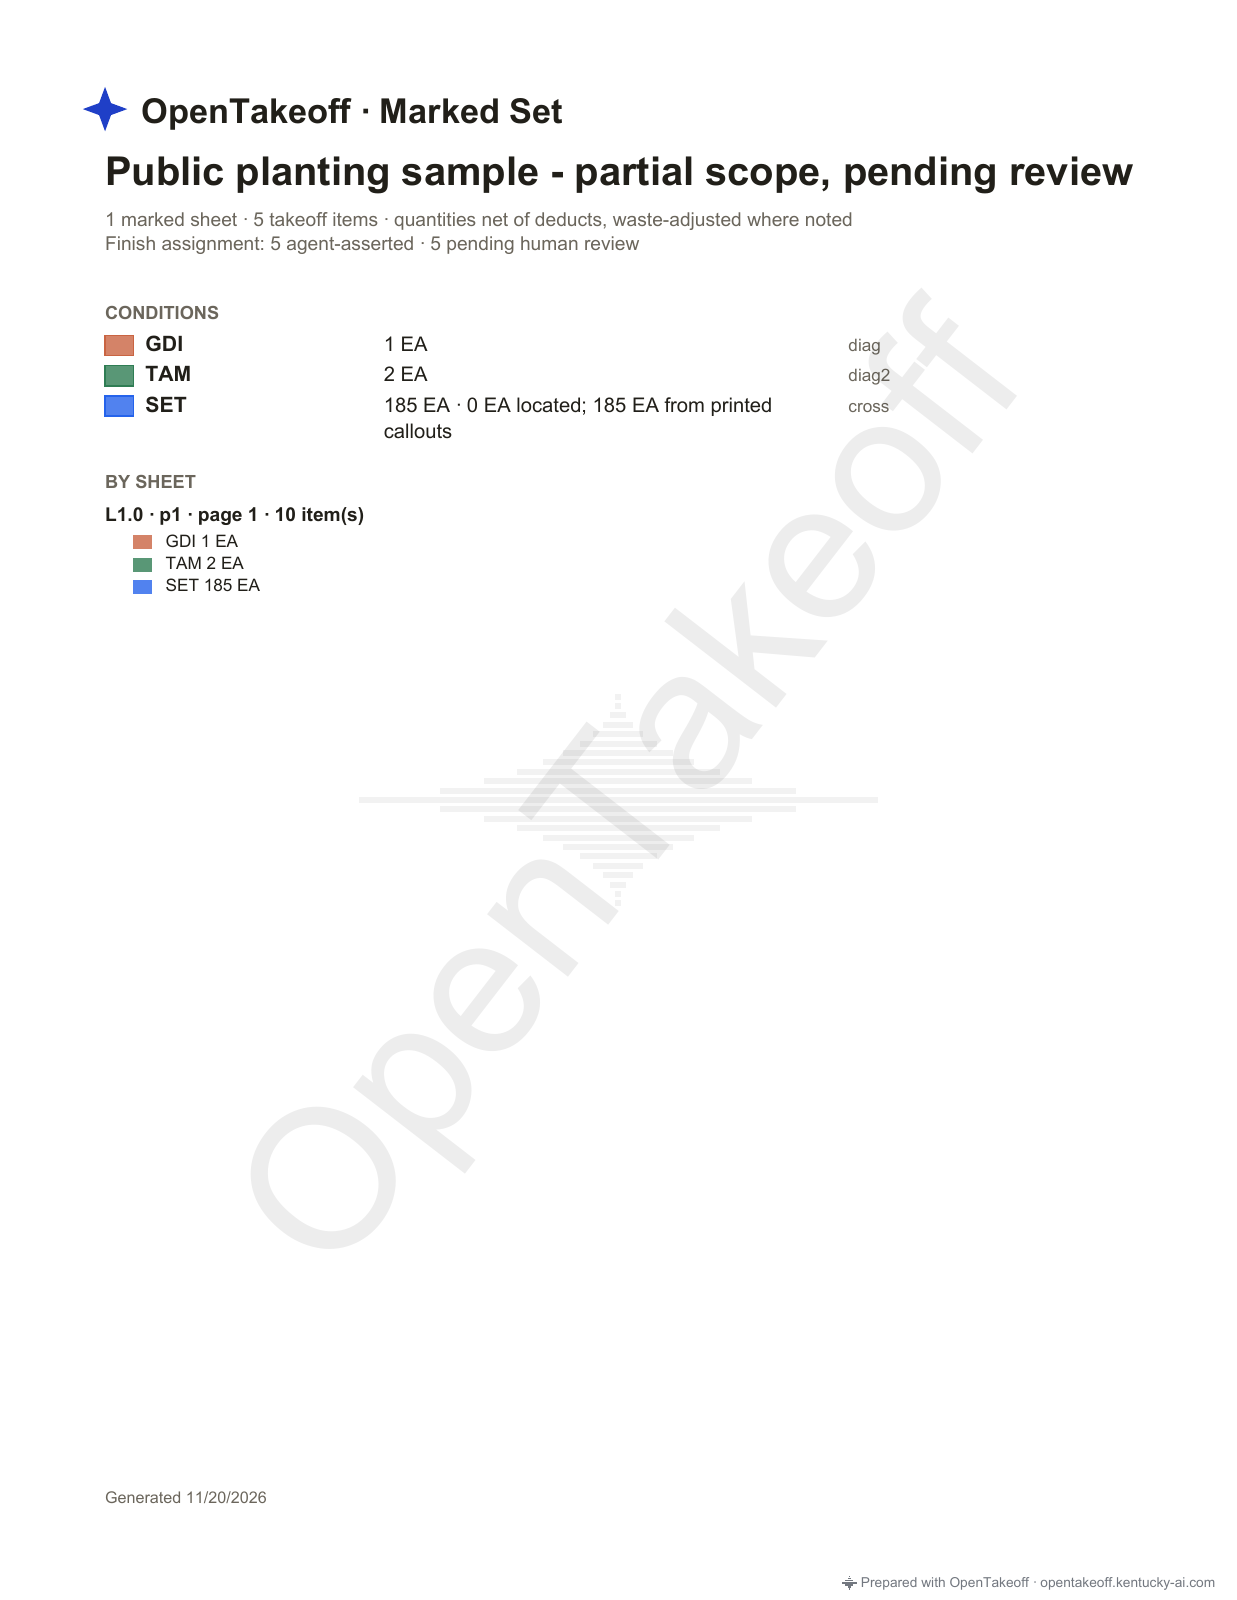 OpenTakeoff · Marked Set
Public planting sample - partial scope, pending review
1 marked sheet · 5 takeoff items · quantities net of deducts, waste-adjusted where noted
Finish assignment: 5 agent-asserted · 5 pending human review
CONDITIONS
GDI 1 EA diag
TAM 2 EA diag2
SET 185 EA · 0 EA located; 185 EA from printed cross
callouts
BY SHEET
L1.0 · p1 · page 1 · 10 item(s)
GDI 1 EA
TAM 2 EA
SET 185 EA
OpenTakeoff
Generated 11/20/2026
Prepared with OpenTakeoff · opentakeoff.kentucky-ai.com